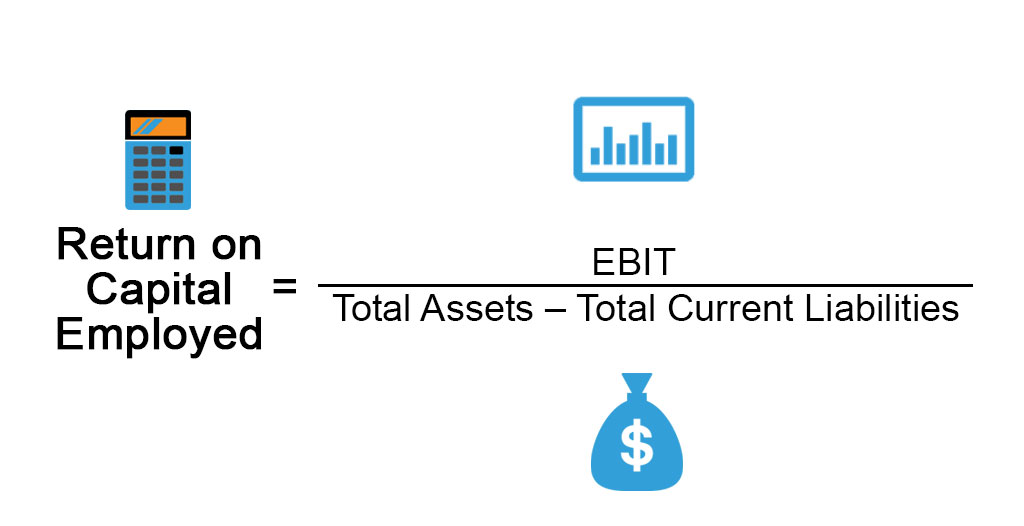 Return on
Capital
Employed
=
EBIT
Total Assets – Total Current Liabilities
$